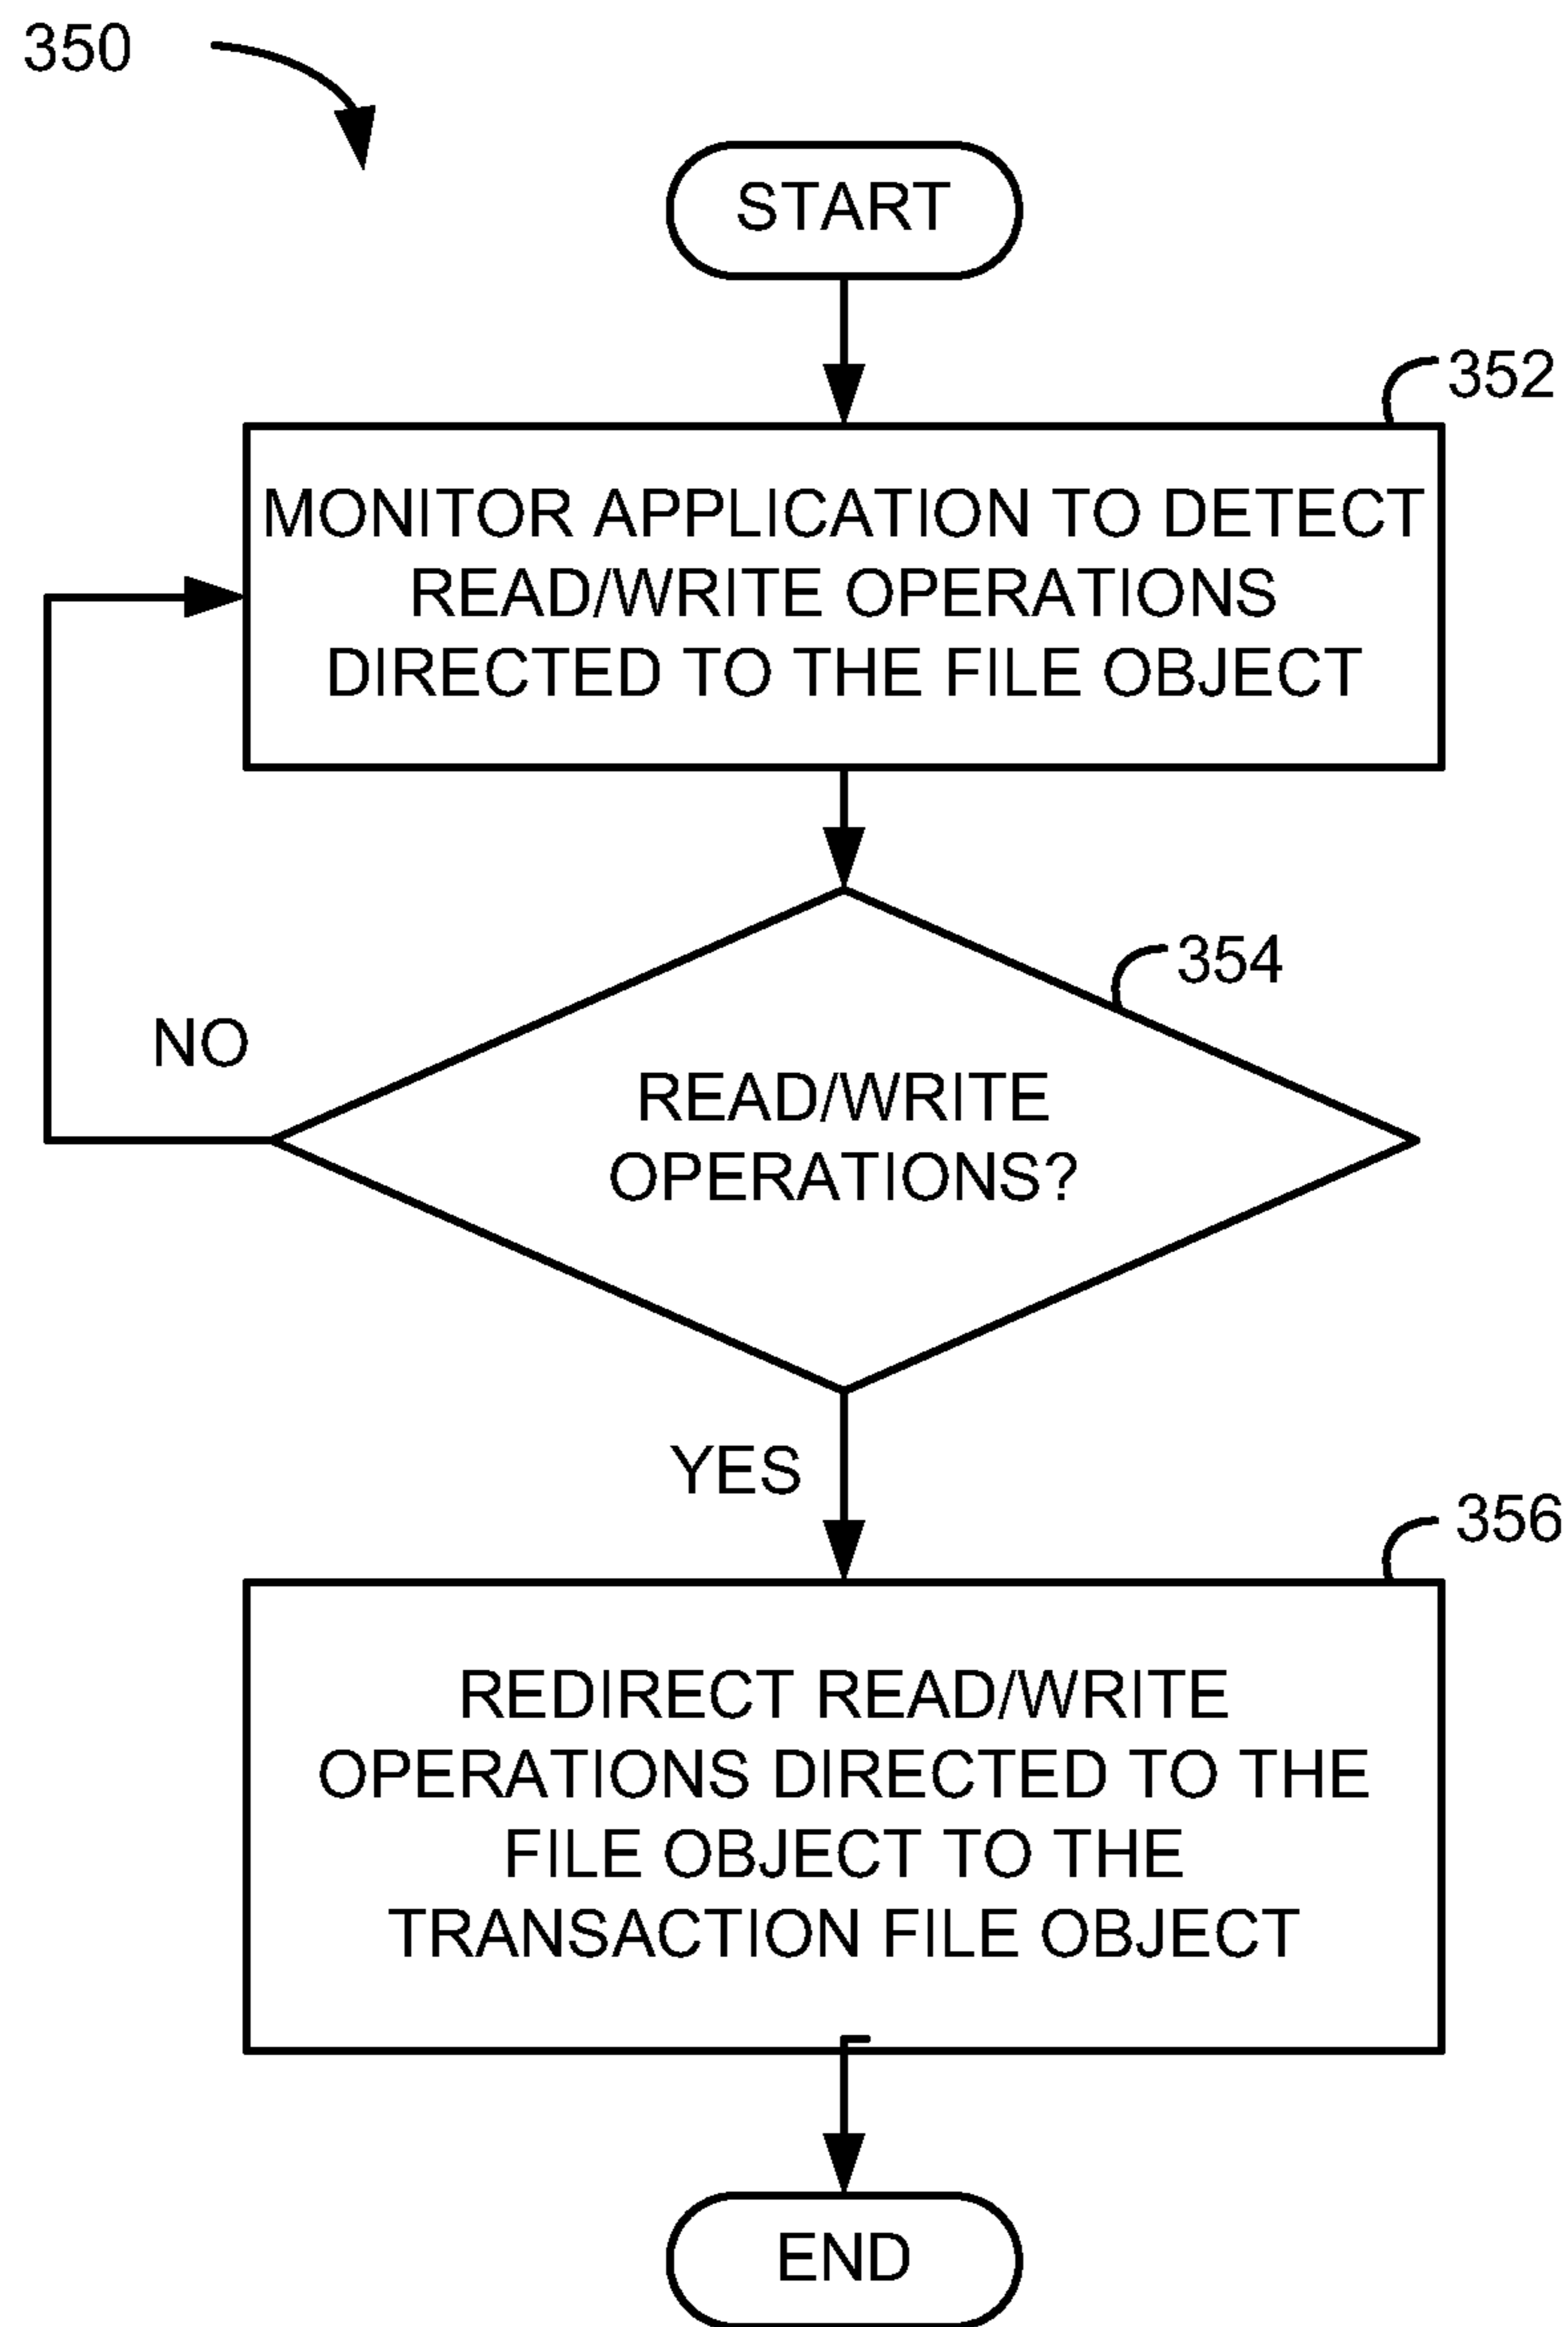 350
START
352
MONITOR APPLICATION TO DETECT
READ/WRITE OPERATIONS
DIRECTED TO THE FILE OBJECT
354
NO
READ/WRITE
OPERATIONS?
YES
356
REDIRECT READ/WRITE
OPERATIONS DIRECTED TO THE
FILE OBJECT TO THE
TRANSACTION FILE OBJECT
END